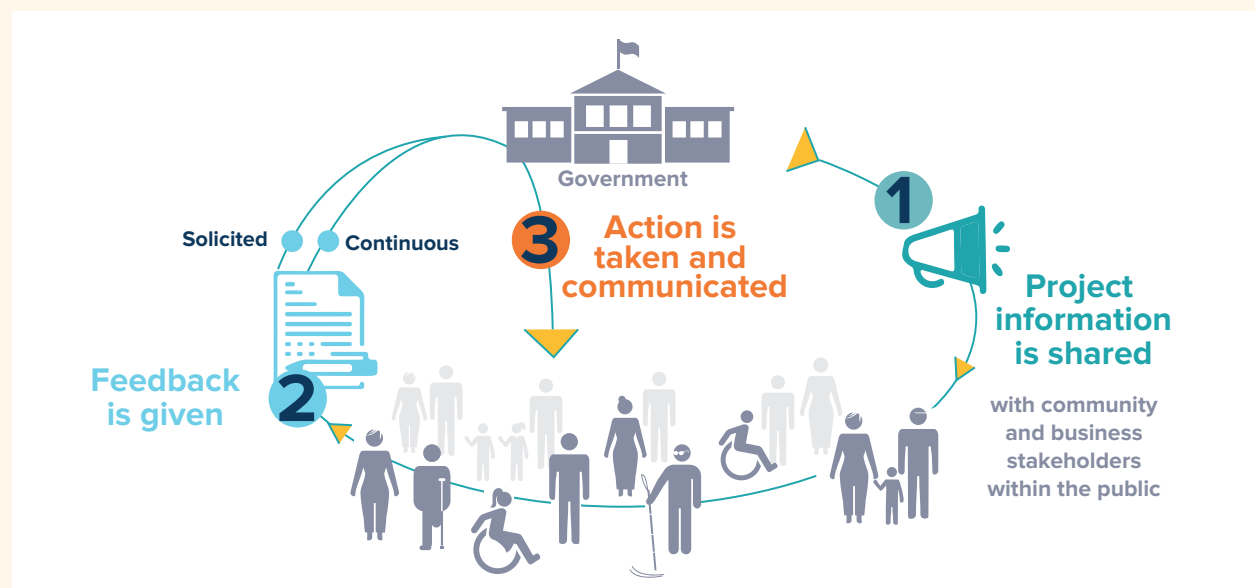 Government
1
Project
information
is shared
with community
and business
stakeholders
within the public
2
Feedback
is given
Solicited
Continuous
3
Action is
taken and
communicated